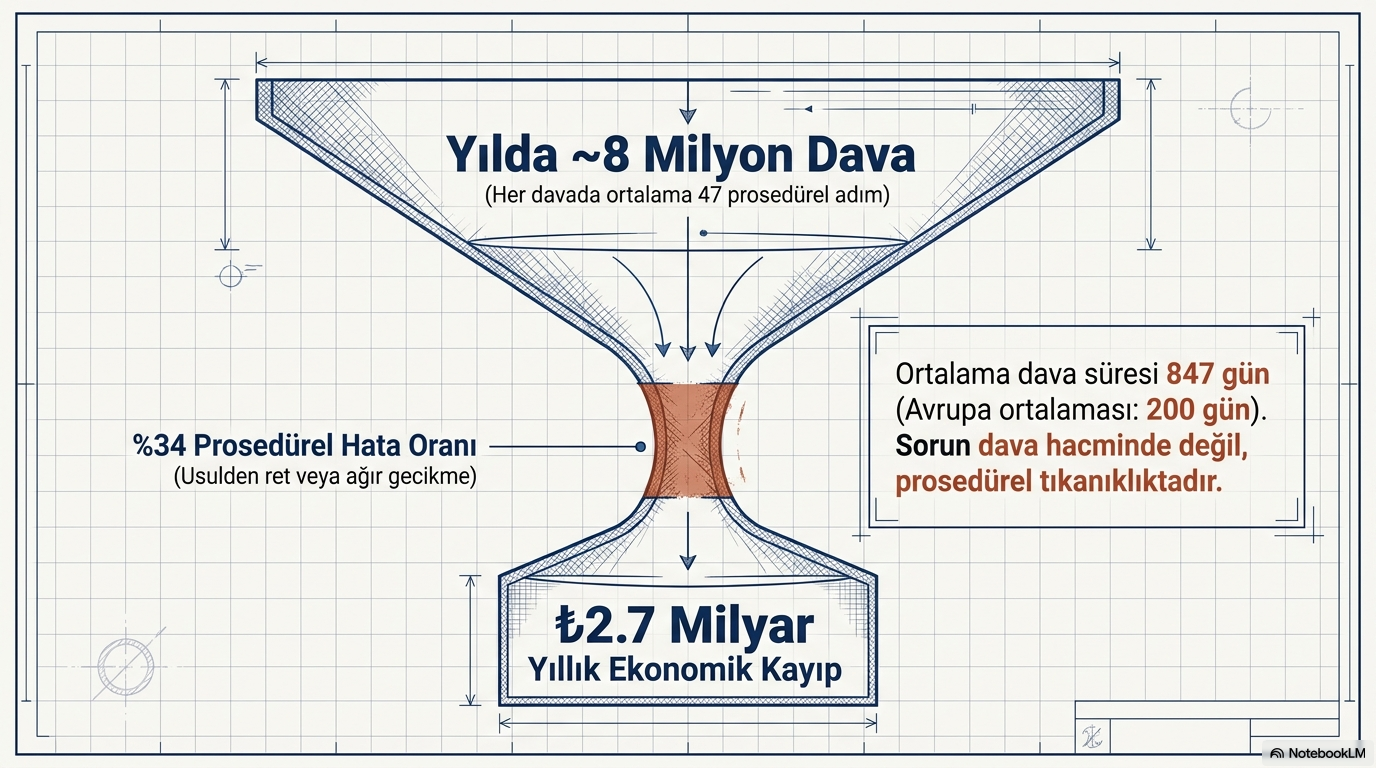 Yılda ~8 Milyon Dava
(Her davada ortalama 47 prosedürel adım)
Ortalama dava süresi 847 gün
(Avrupa ortalaması: 200 gün).
Sorun dava hacminde değil,
prosedürel tıkanıklıktadır.
%34 Prosedürel Hata Oranı
(Usulden ret veya ağır gecikme)
₺2.7 Milyar
Yıllık Ekonomik Kayıp
NotebookLM